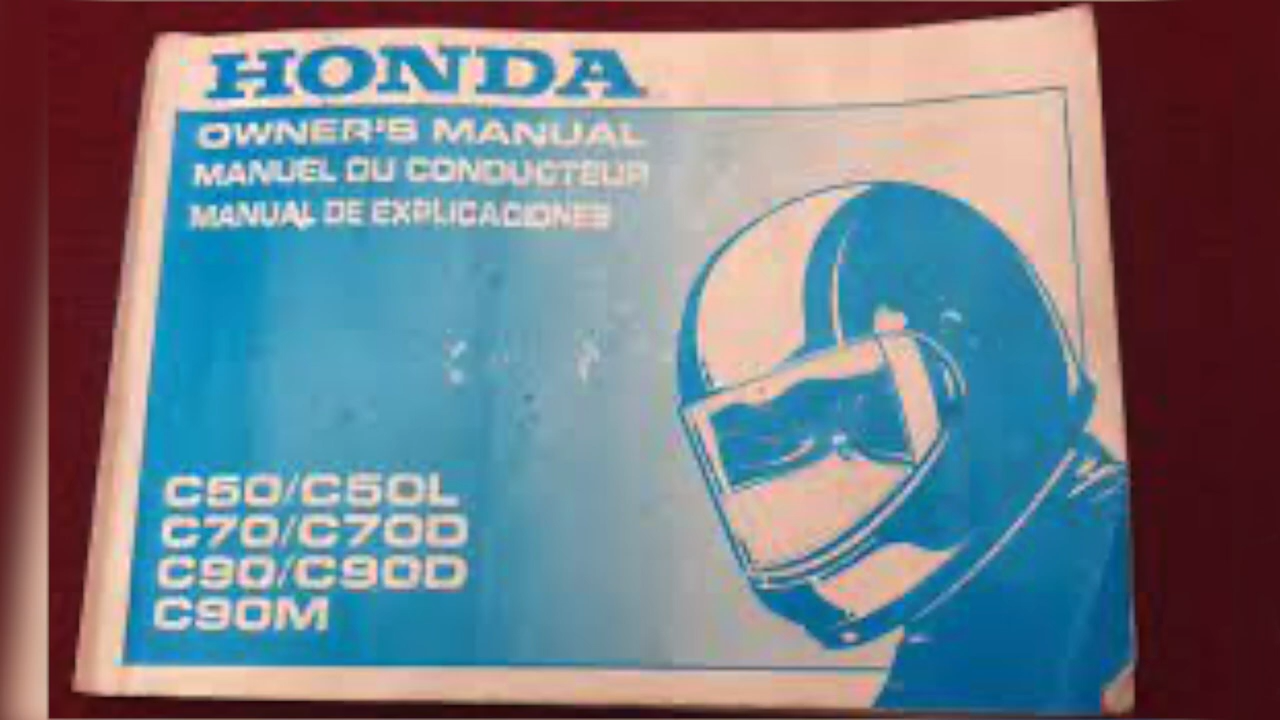 HONDA
OWNER'S MANUAL
MANUEL DU CONDUCTEUR
MANUAL DE EXPLICACIONES
C50/C50L
C70/C70D
C90/C90D
C90M